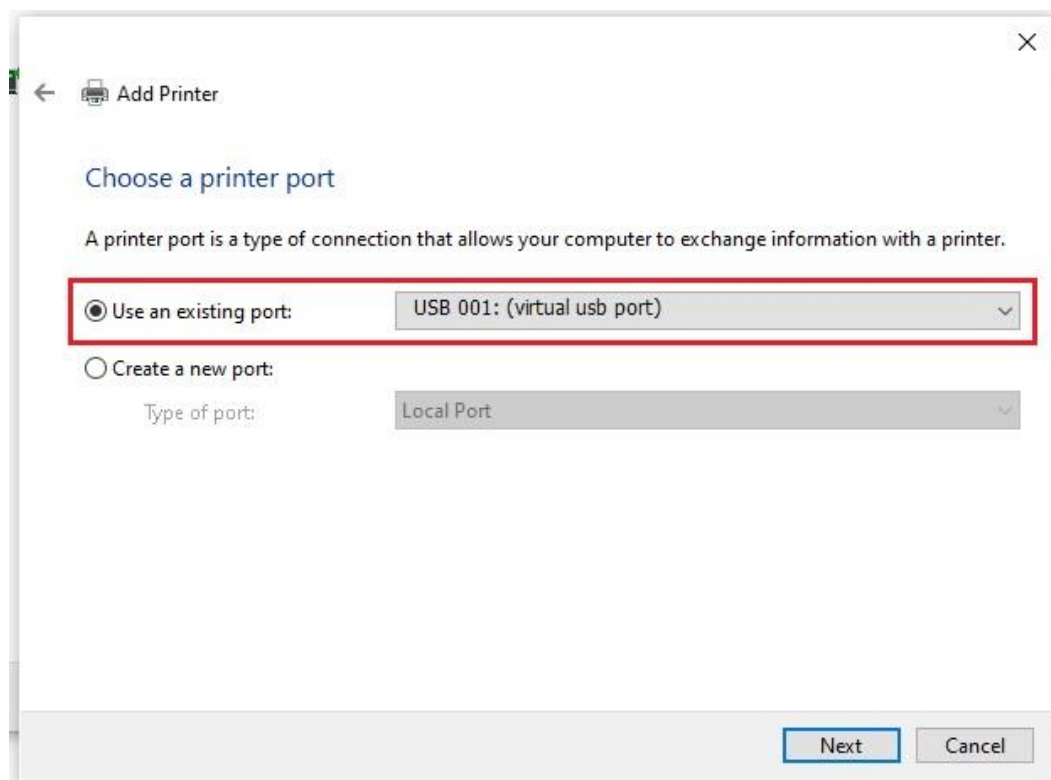 Add Printer
Choose a printer port
A printer port is a type of connection that allows your computer to exchange information with a printer.
Use an existing port: USB 001: (virtual usb port)
Create a new port:
Type of port: Local Port
Next Cancel